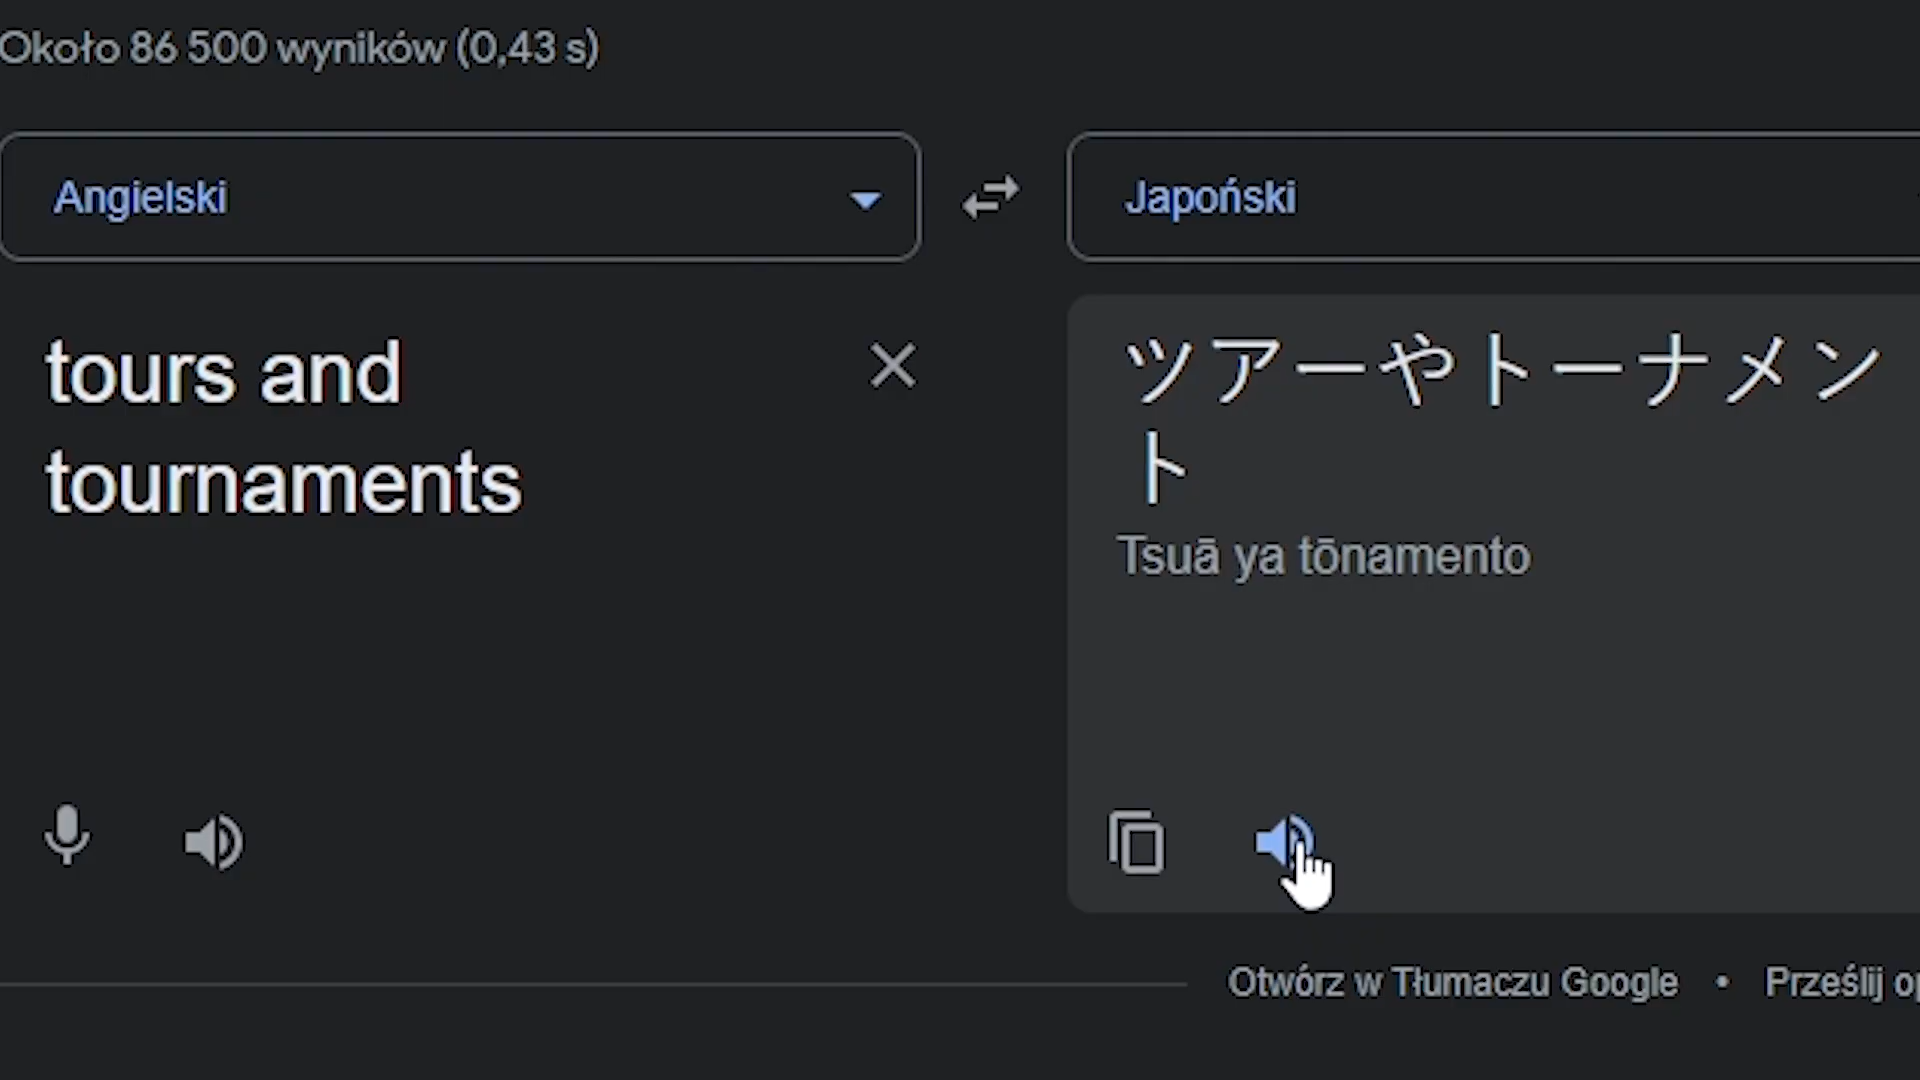 Około 86 500 wyników (0,43 s)
Angielski
Japoński
tours and
tournaments
ツアーやトーナメン
ト
Tsuā ya tōnamento
Otwórz w Tłumaczu Google • Prześlij